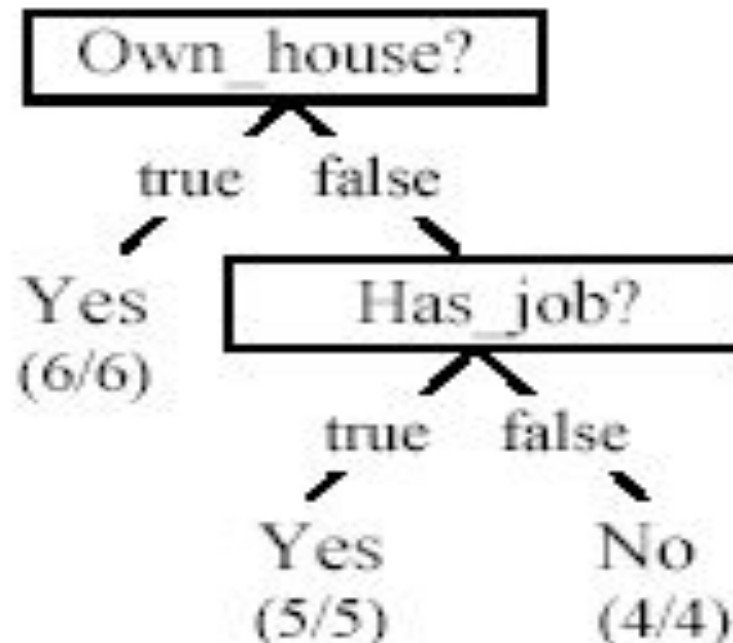 Own_house?
true false
Yes
(6/6)
Has_job?
true false
Yes No
(5/5) (4/4)